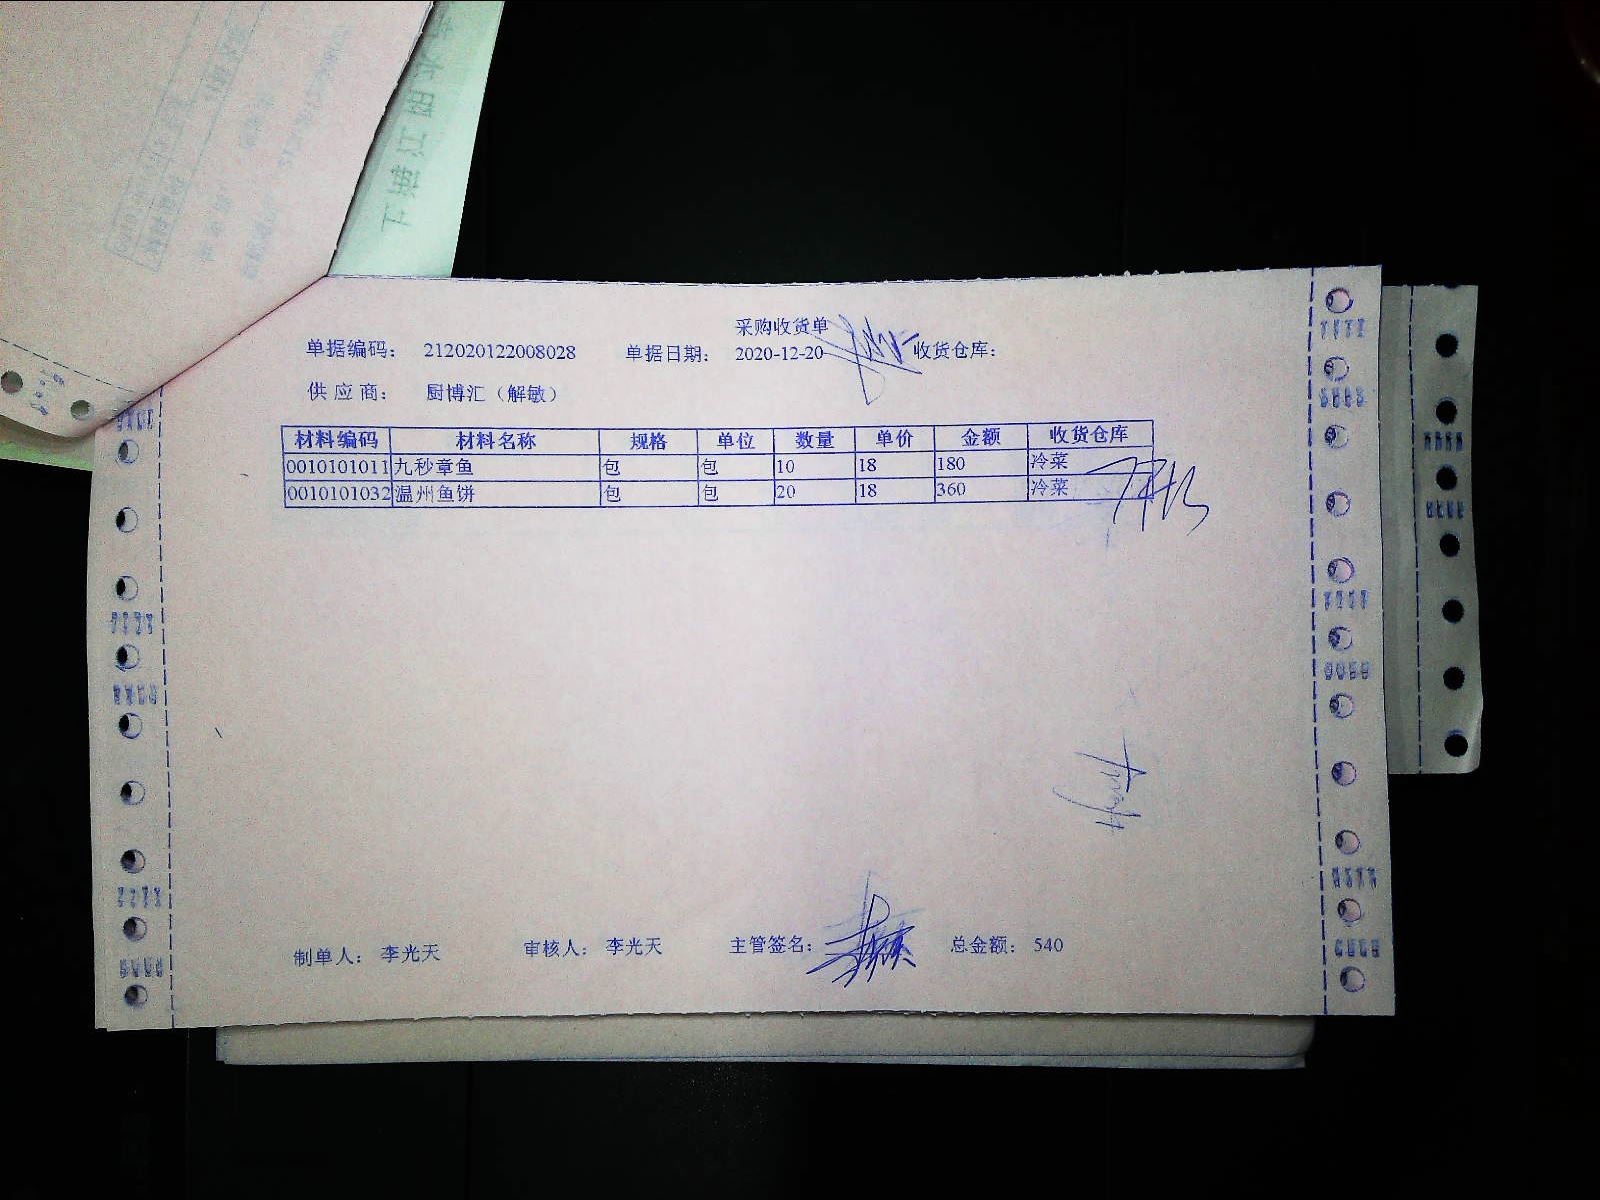 采购收货单
单据编码： 212020122008028 单据日期： 2020-12-20 收货仓库：
供 应 商： 厨博汇（解敏）
材料编码 材料名称 规格 单位 数量 单价 金额 收货仓库
0010101011 九秒章鱼 包 包 10 18 180 冷菜
0010101032 温州鱼饼 包 包 20 18 360 冷菜
制单人： 李光天 审核人： 李光天 主管签名： 总金额： 540